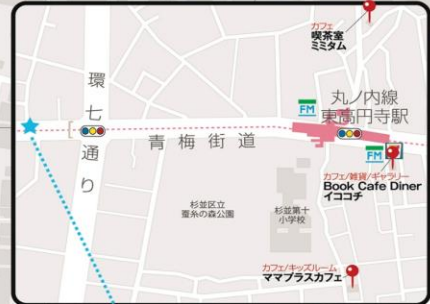 カフェ
喫茶室
ミミタム
環七通り
丸ノ内線
東高円寺駅
FM
青梅街道
FM
カフェ/雑貨/ギャラリー
Book Cafe Diner
イココチ
杉並区立
蚕糸の森公園
杉並第十
小学校
カフェ/キッズルーム
ママプラスカフェ